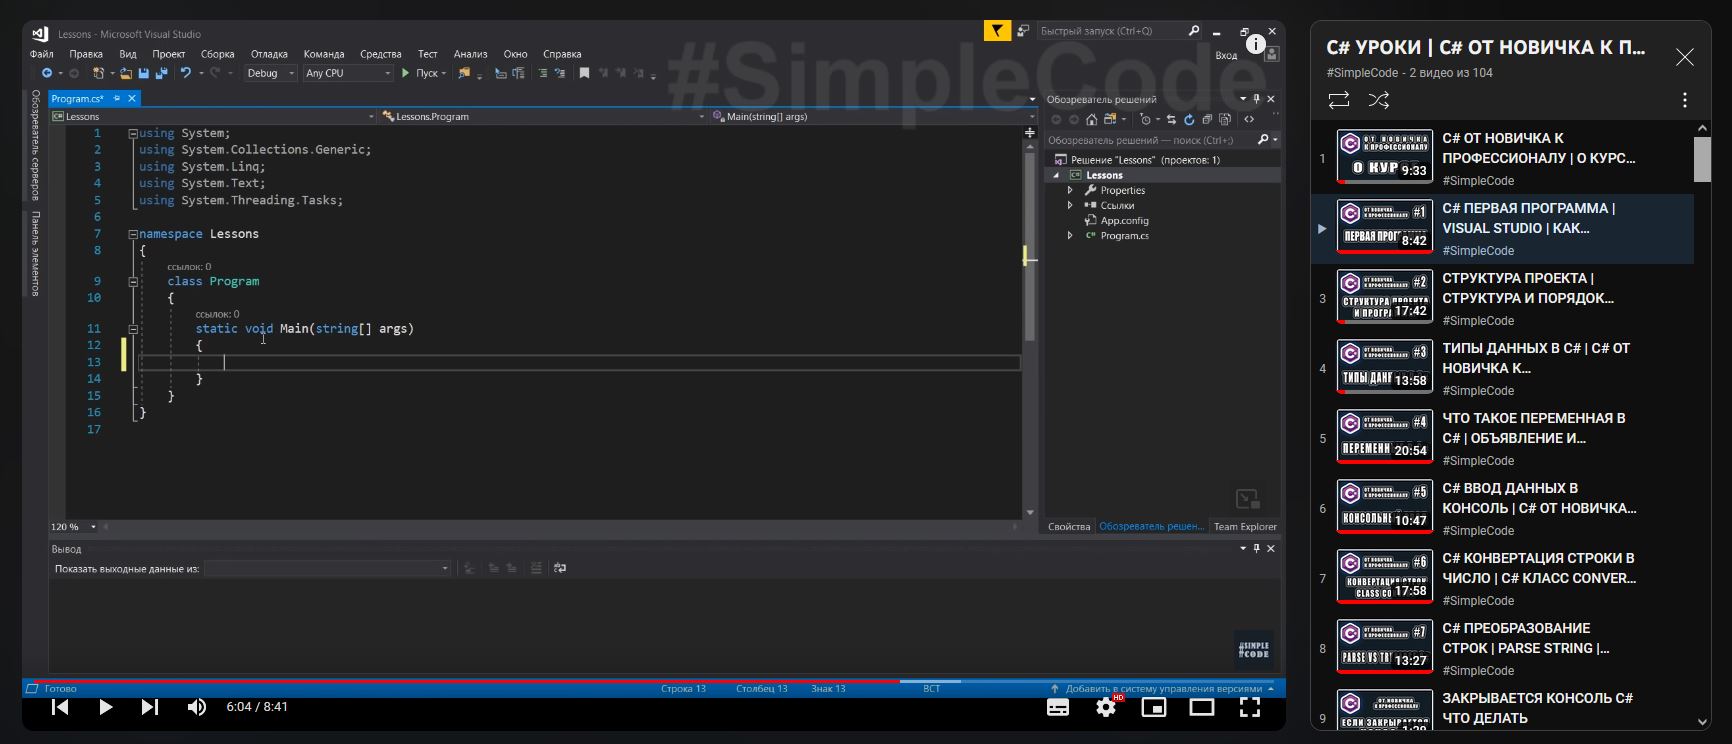 Lessons - Microsoft Visual Studio
Быстрый запуск (Ctrl+Q)
Файл Правка Вид Проект Сборка Отладка Команда Средства Тест Анализ Окно Справка
Вход
#SimpleCode
Debug Any CPU Пуск
Обозреватель серверов
Панель элементов
Program.cs*
Lessons Lessons.Program Main(string[] args)
1 using System;
2 using System.Collections.Generic;
3 using System.Linq;
4 using System.Text;
5 using System.Threading.Tasks;
6
7 namespace Lessons
8 {
ссылок: 0
9 class Program
10 {
ссылок: 0
11 static void Main(string[] args)
12 {
13
14 }
15 }
16 }
17
120 %
Обозреватель решений
Обозреватель решений — поиск (Ctrl+;)
Решение "Lessons" (проектов: 1)
Lessons
Properties
Ссылки
App.config
Program.cs
Свойства Обозреватель решен... Team Explorer
Вывод
Показать выходные данные из:
#SIMPLE
#CODE
Готово Строка 13 Столбец 13 Знак 13 ВСТ Добавить в систему управления версиями
6:04 / 8:41
HD
C# УРОКИ | C# ОТ НОВИЧКА К П...
#SimpleCode - 2 видео из 104
1
ОТ НОВИЧКА
К ПРОФЕССИОНАЛУ
О КУР
9:33
C# ОТ НОВИЧКА К
ПРОФЕССИОНАЛУ | О КУРС...
#SimpleCode
#1
ПЕРВАЯ ПРОГ
8:42
C# ПЕРВАЯ ПРОГРАММА |
VISUAL STUDIO | КАК...
#SimpleCode
3
#2
СТРУКТУРА ПРОЕКТА
И ПРОГ
17:42
СТРУКТУРА ПРОЕКТА |
СТРУКТУРА И ПОРЯДОК...
#SimpleCode
4
#3
ТИПЫ ДАН
13:58
ТИПЫ ДАННЫХ В C# | C# ОТ
НОВИЧКА К...
#SimpleCode
5
#4
ПЕРЕМЕНН
20:54
ЧТО ТАКОЕ ПЕРЕМЕННАЯ В
C# | ОБЪЯВЛЕНИЕ И...
#SimpleCode
6
#5
КОНСОЛЬН
10:47
C# ВВОД ДАННЫХ В
КОНСОЛЬ | C# ОТ НОВИЧКА...
#SimpleCode
7
#6
КОНВЕРТАЦИЯ СТРОК
CLASS CO
17:58
C# КОНВЕРТАЦИЯ СТРОКИ В
ЧИСЛО | C# КЛАСС CONVER...
#SimpleCode
8
#7
PARSE VS TR
13:27
C# ПРЕОБРАЗОВАНИЕ
СТРОК | PARSE STRING |...
#SimpleCode
9
ЕСЛИ ЗАКРЫВАЕТСЯ
ЗАКРЫВАЕТСЯ КОНСОЛЬ C#
ЧТО ДЕЛАТЬ